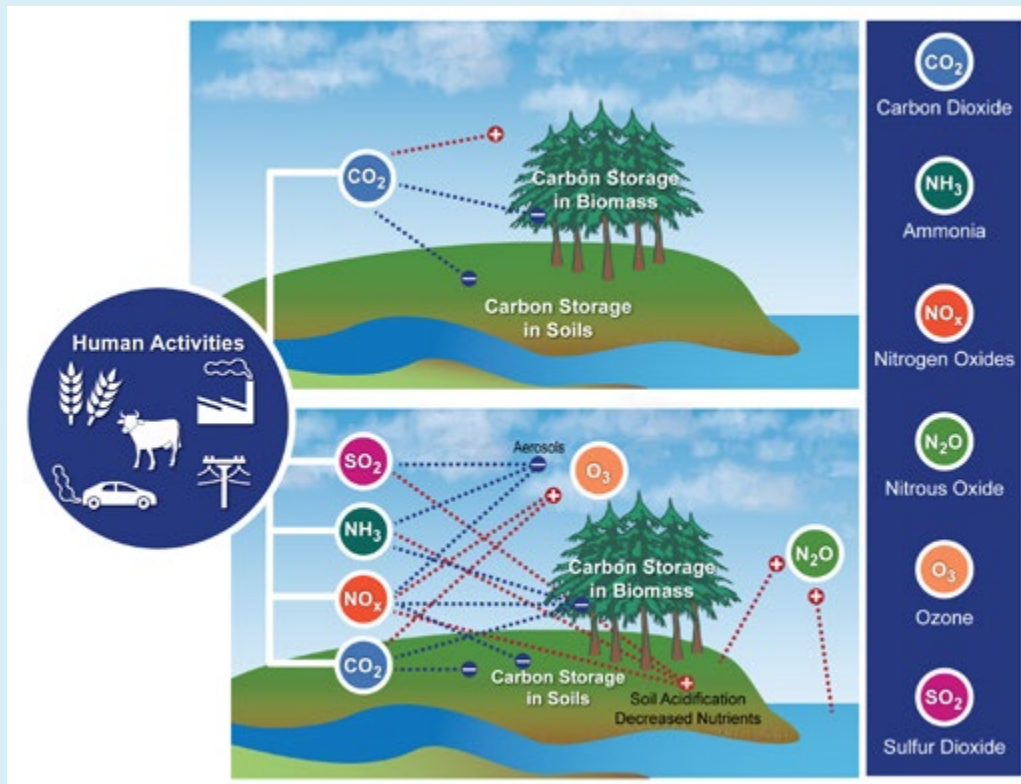 CO₂
Carbon Storage
in Biomass
Carbon Storage
in Soils
Human Activities
Aerosols
SO₂
O₃
NH₃
N₂O
Carbon Storage
in Biomass
NOₓ
CO₂
Carbon Storage
in Soils
Soil Acidification
Decreased Nutrients
CO₂
Carbon Dioxide
NH₃
Ammonia
NOₓ
Nitrogen Oxides
N₂O
Nitrous Oxide
O₃
Ozone
SO₂
Sulfur Dioxide